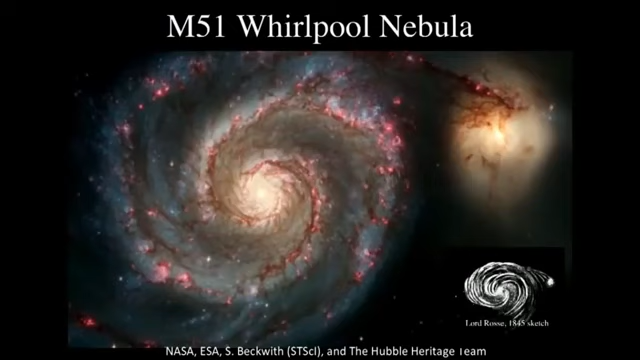 M51 Whirlpool Nebula
Lord Rosse, 1845 sketch
NASA, ESA, S. Beckwith (STScI), and The Hubble Heritage Team